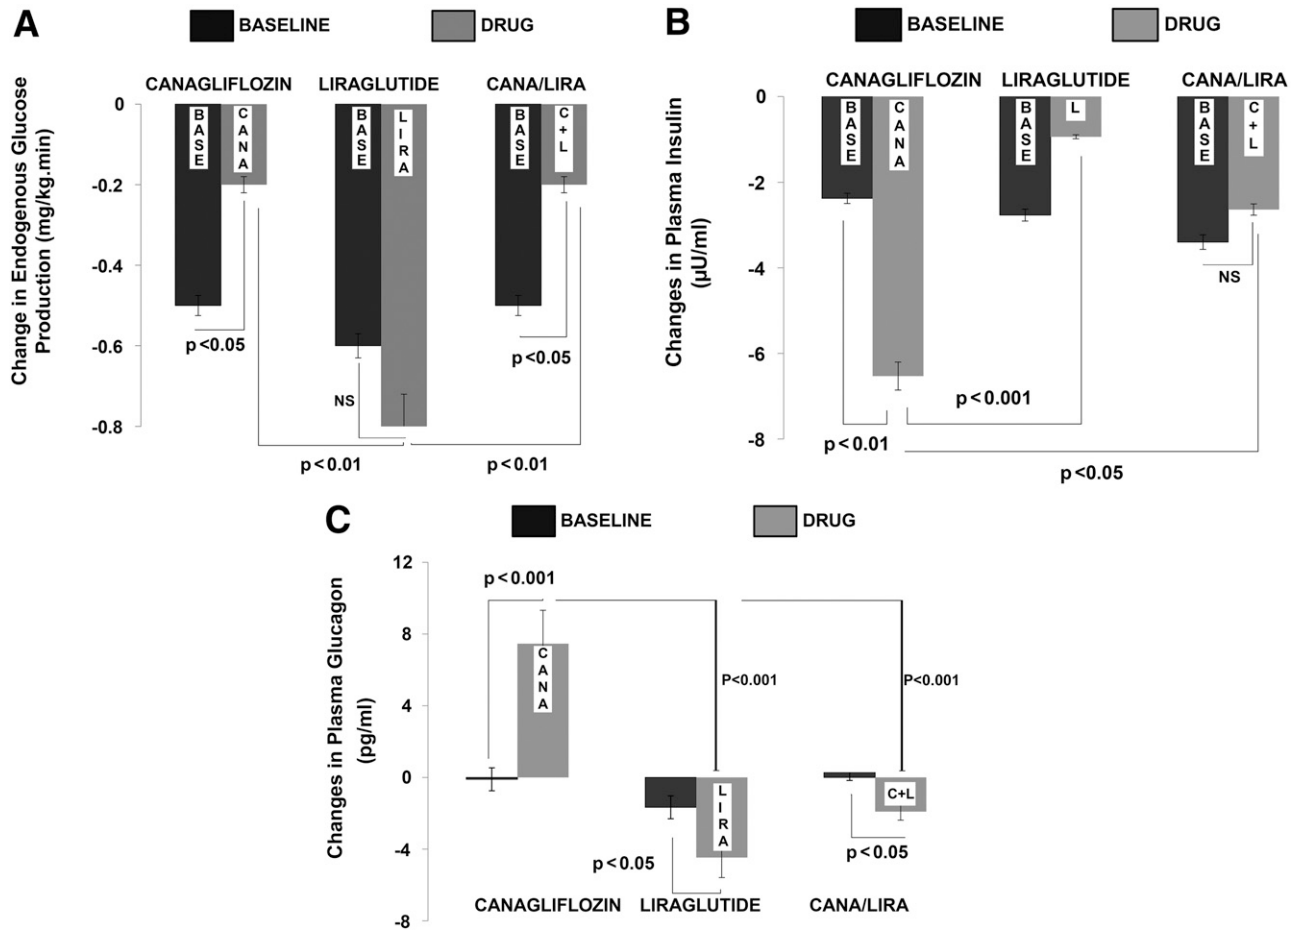 A
BASELINE
DRUG
CANAGLIFLOZIN
LIRAGLUTIDE
CANA/LIRA
Change in Endogenous Glucose
Production (mg/kg.min)
0
-0.2
-0.4
-0.6
-0.8
BASE
CANA
BASE
LIRA
BASE
C+L
p<0.05
NS
p<0.05
p<0.01
p<0.01
B
BASELINE
DRUG
CANAGLIFLOZIN
LIRAGLUTIDE
CANA/LIRA
Changes in Plasma Insulin
(µU/ml)
0
-2
-4
-6
-8
BASE
CANA
BASE
L
BASE
C+L
NS
p<0.001
p<0.01
p<0.05
C
BASELINE
DRUG
Changes in Plasma Glucagon
(pg/ml)
12
8
4
0
-4
-8
p<0.001
CANA
P<0.001
P<0.001
LIRA
C+L
p<0.05
p<0.05
CANAGLIFLOZIN
LIRAGLUTIDE
CANA/LIRA